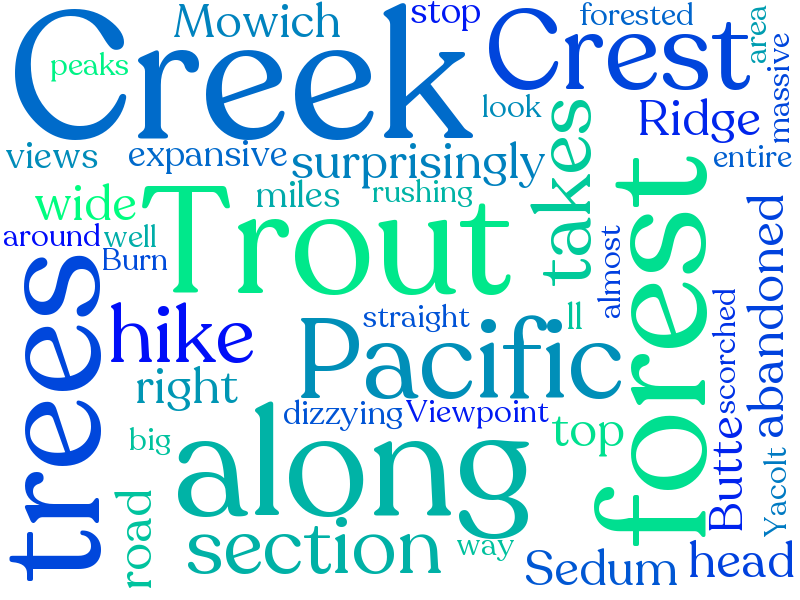 Creek
Mowich
stop
Crest
forested
area
massive
peaks
look
Ridge
views
expansive
surprisingly
takes
entire
wide
Trout
miles
rushing
forest
around
well
Burn
almost
abandoned
trees
hike
straight
ll
Pacific
scorched
right
dizzying
Viewpoint
top
big
along
Butte
Yacolt
road
section
way
Sedum
head